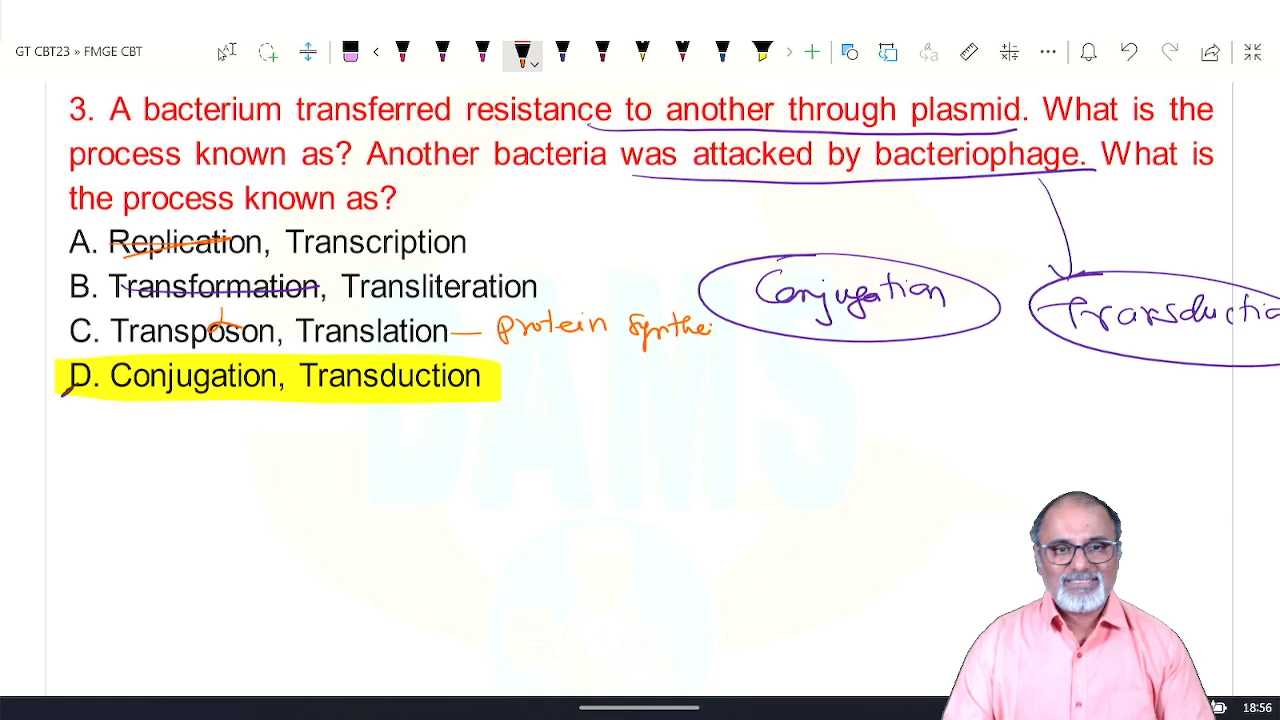 GT CBT23 » FMGE CBT
3. A bacterium transferred resistance to another through plasmid. What is the
process known as? Another bacteria was attacked by bacteriophage. What is
the process known as?
A. Replication, Transcription
B. Transformation, Transliteration
Conjugation
Transductio
C. Transposon, Translation — Protein Synthe
D. Conjugation, Transduction
DAMS
18:56